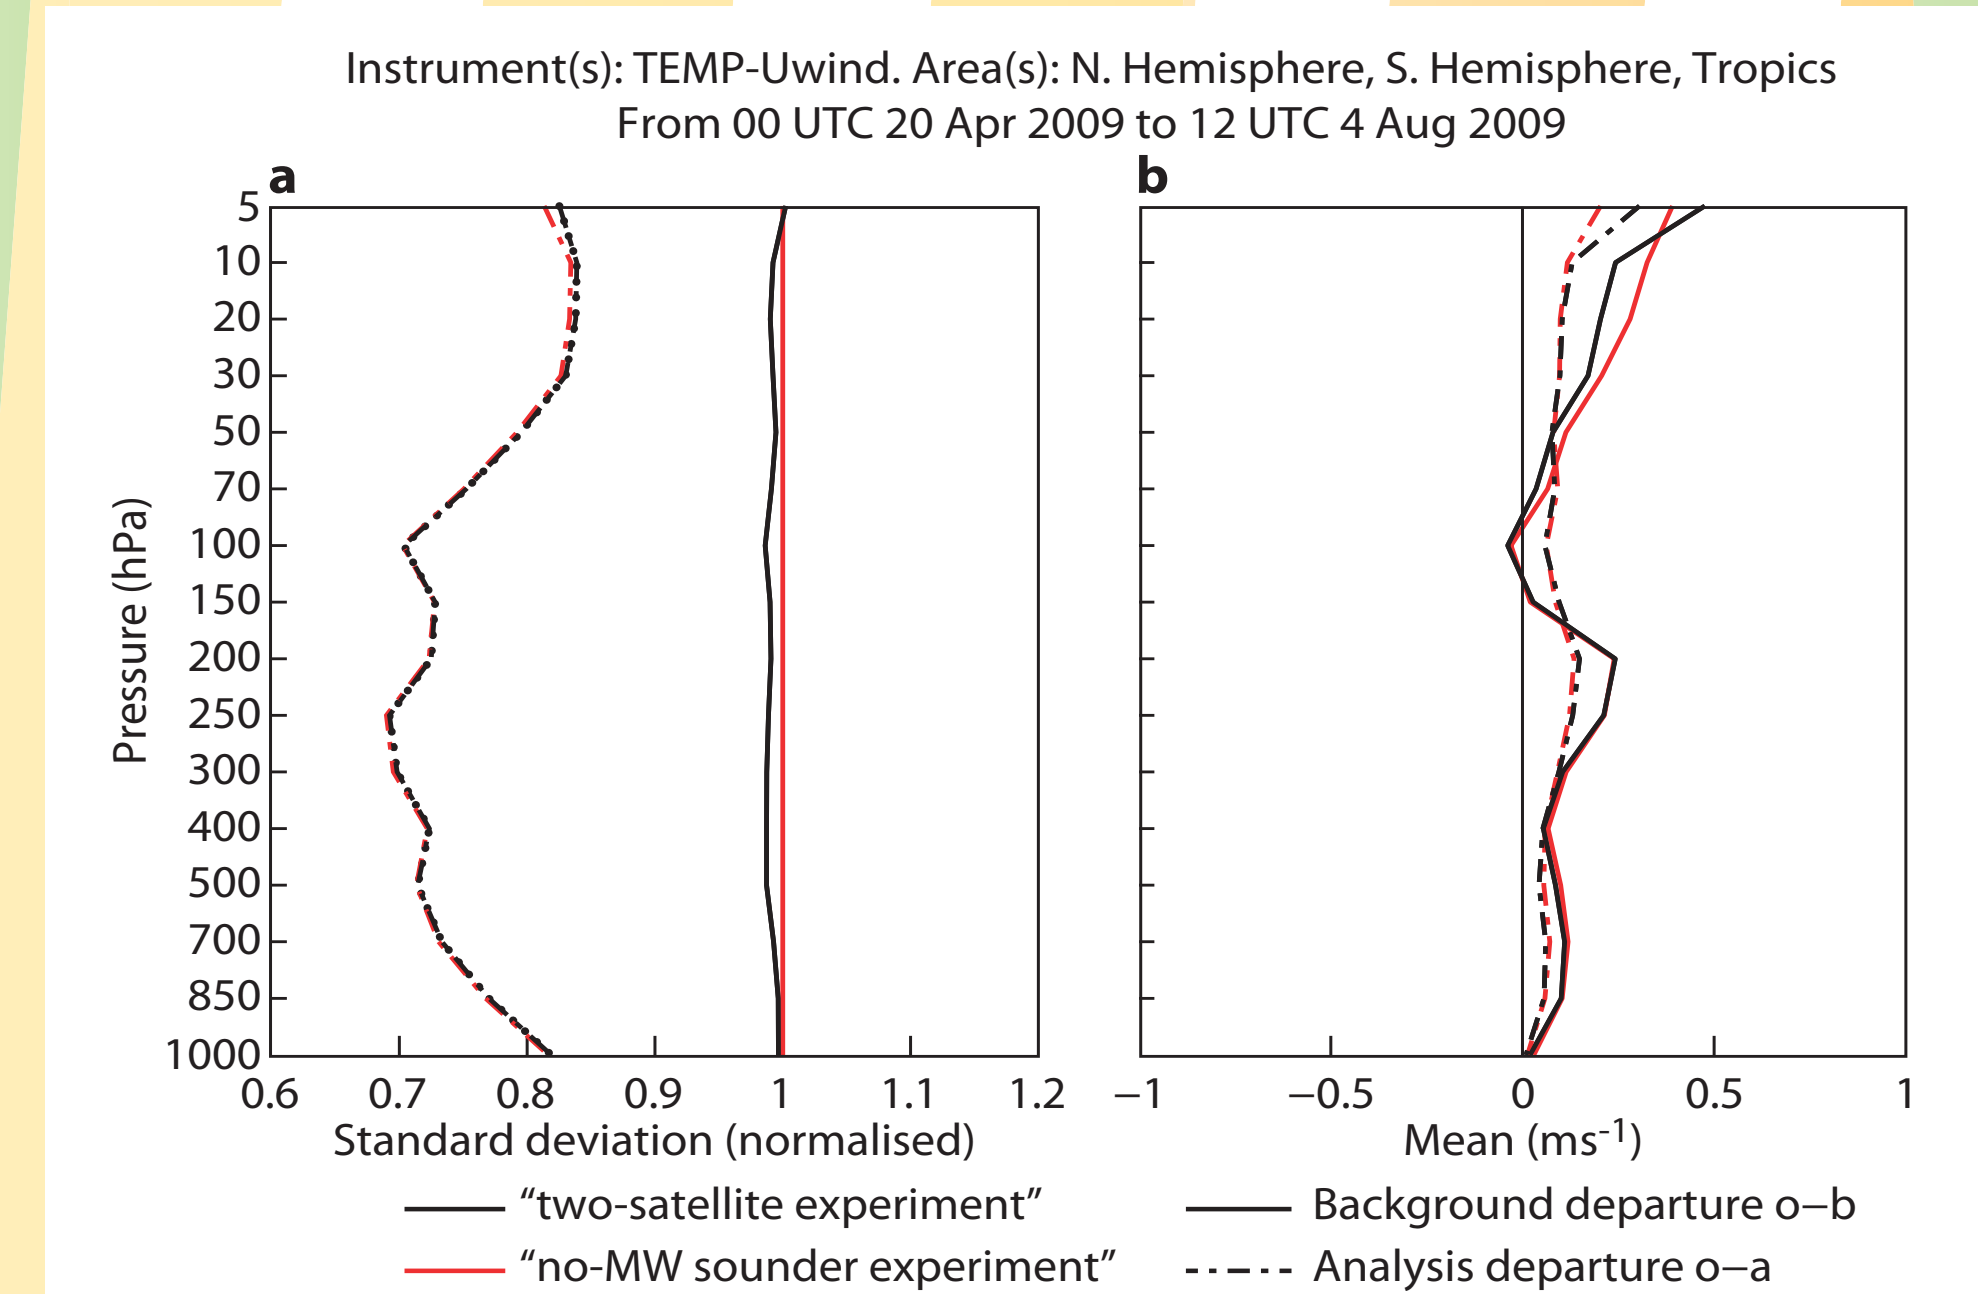 Instrument(s): TEMP-Uwind. Area(s): N. Hemisphere, S. Hemisphere, Tropics
From 00 UTC 20 Apr 2009 to 12 UTC 4 Aug 2009
a
b
5
10
20
30
50
70
100
150
200
250
300
400
500
700
850
1000
Pressure (hPa)
0.6 0.7 0.8 0.9 1 1.1 1.2
−1 −0.5 0 0.5 1
Standard deviation (normalised)
Mean (ms⁻¹)
“two-satellite experiment”
Background departure o−b
“no-MW sounder experiment”
Analysis departure o−a